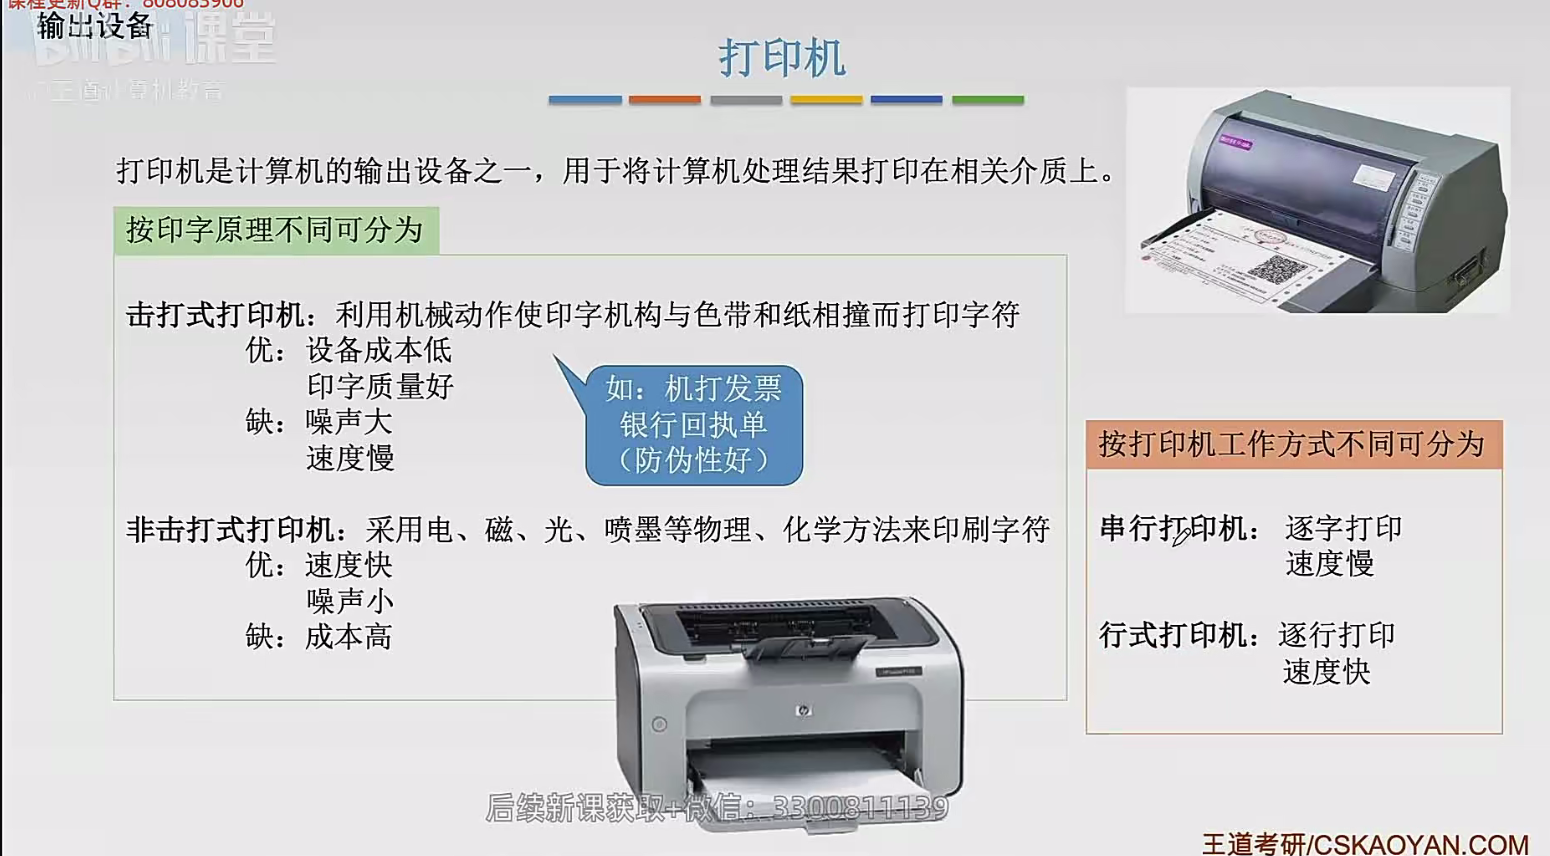 课程更新Q群：808083906
输出设备
bilibili 课堂
@王道计算机教育
打印机
打印机是计算机的输出设备之一，用于将计算机处理结果打印在相关介质上。
按印字原理不同可分为
击打式打印机：利用机械动作使印字机构与色带和纸相撞而打印字符
优：设备成本低
印字质量好
缺：噪声大
速度慢
如：机打发票
银行回执单
（防伪性好）
非击打式打印机：采用电、磁、光、喷墨等物理、化学方法来印刷字符
优：速度快
噪声小
缺：成本高
按打印机工作方式不同可分为
串行打印机：逐字打印
速度慢
行式打印机：逐行打印
速度快
hp
后续新课获取+微信：3300811139
王道考研/CSKAOYAN.COM